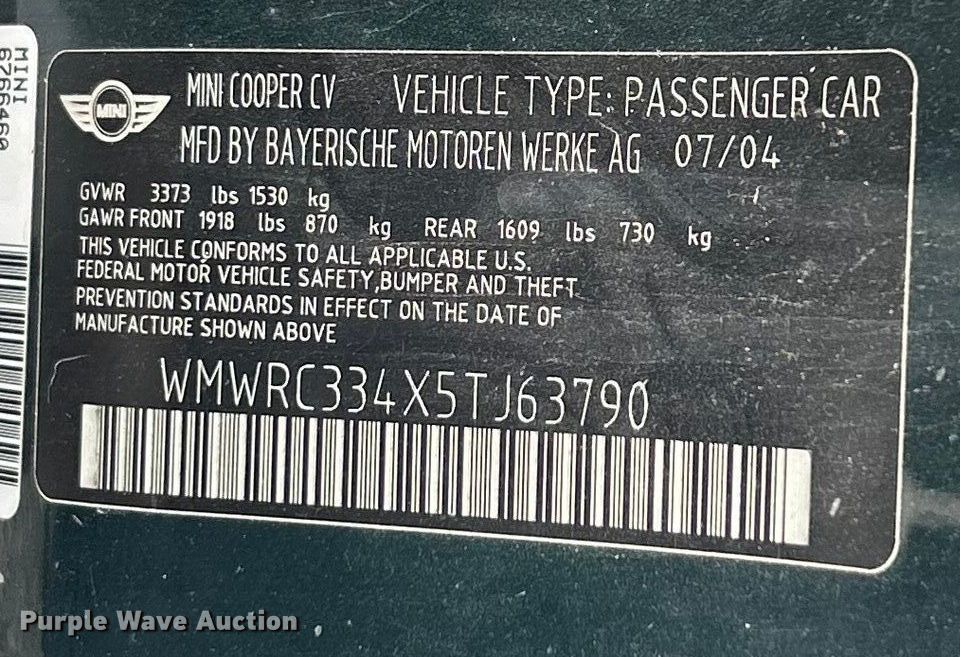 MINI COOPER CV VEHICLE TYPE: PASSENGER CAR
MINI
MFD BY BAYERISCHE MOTOREN WERKE AG 07/04
GVWR 3373 lbs 1530 kg
GAWR FRONT 1918 lbs 870 kg REAR 1609 lbs 730 kg
THIS VEHICLE CONFORMS TO ALL APPLICABLE U.S.
FEDERAL MOTOR VEHICLE SAFETY,BUMPER AND THEFT
PREVENTION STANDARDS IN EFFECT ON THE DATE OF
MANUFACTURE SHOWN ABOVE
WMWRC334X5TJ63790
MINI
Purple Wave Auction